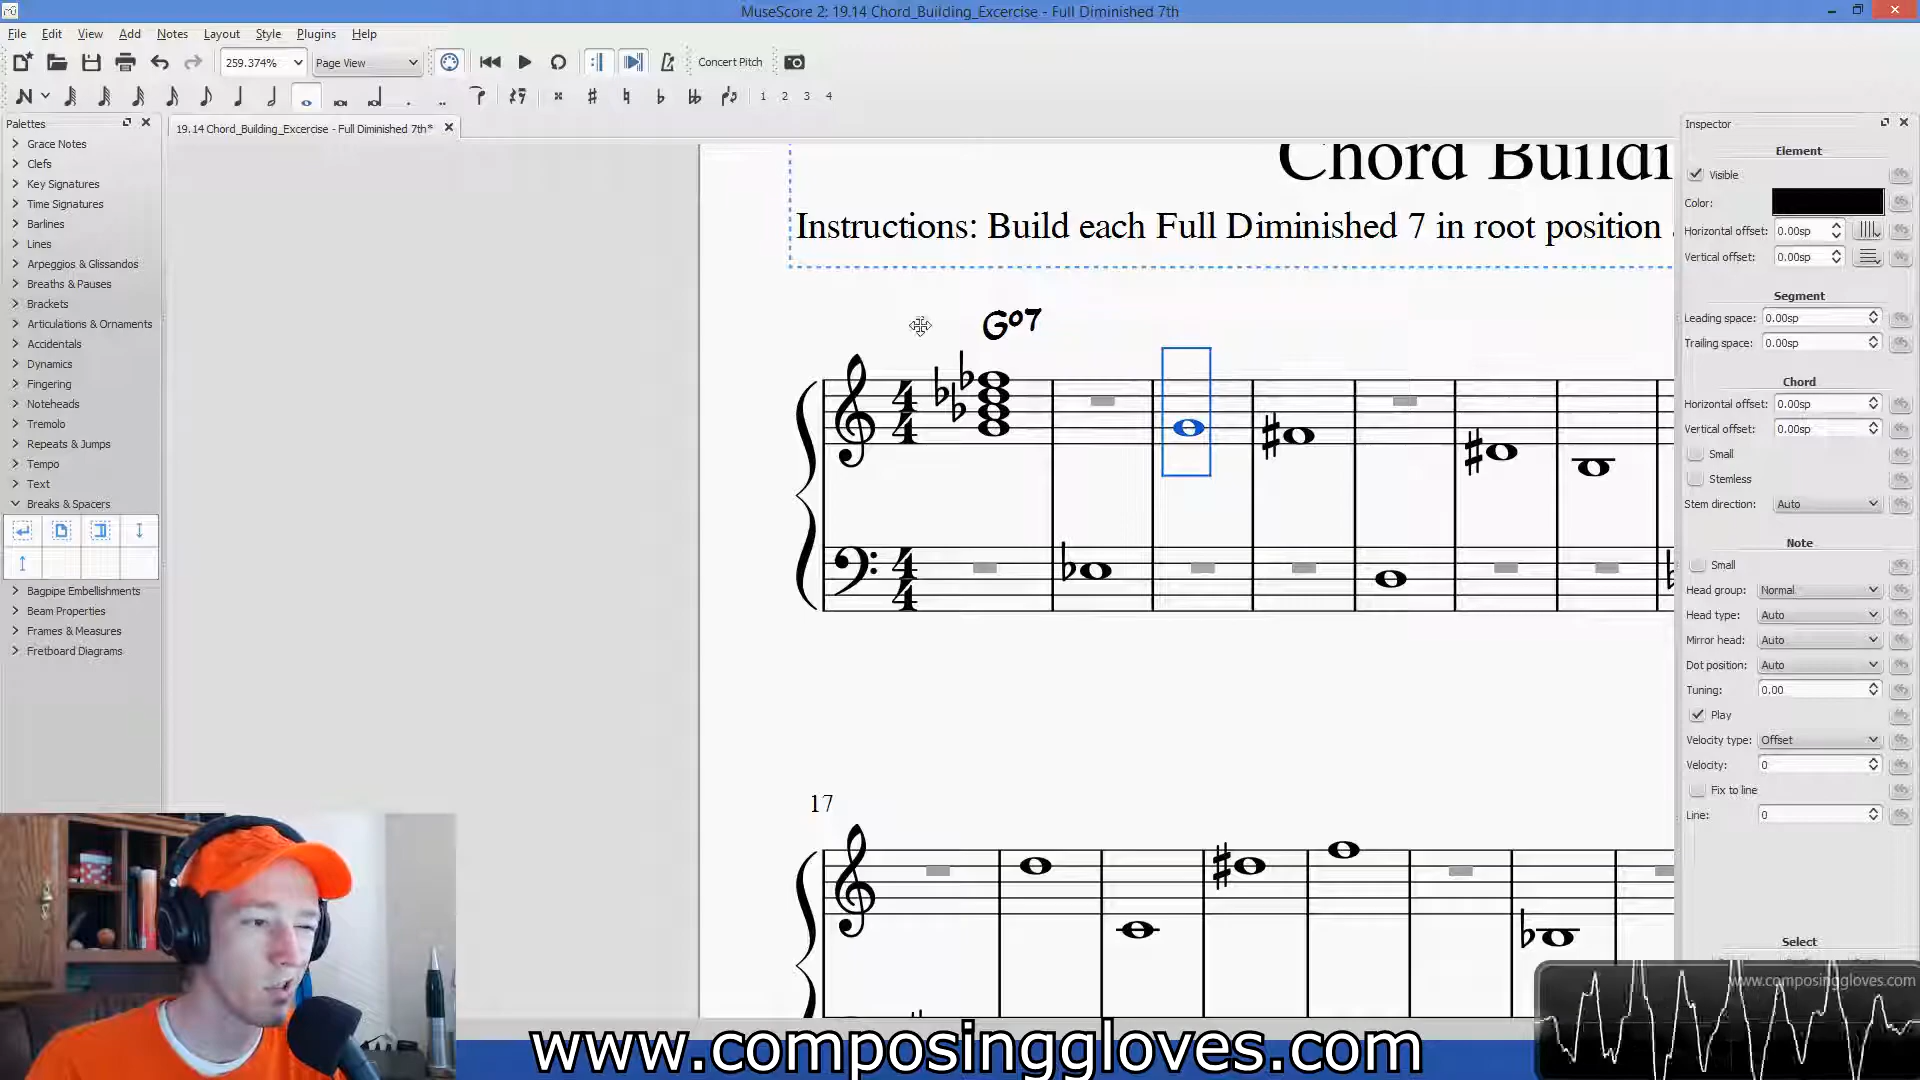 MuseScore 2: 19.14 Chord_Building_Excercise - Full Diminished 7th
File Edit View Add Notes Layout Style Plugins Help
259.374% Page View Concert Pitch
1 2 3 4
Palettes
19.14 Chord_Building_Excercise - Full Diminished 7th*
Grace Notes
Clefs
Key Signatures
Time Signatures
Barlines
Lines
Arpeggios & Glissandos
Breaths & Pauses
Brackets
Articulations & Ornaments
Accidentals
Dynamics
Fingering
Noteheads
Tremolo
Repeats & Jumps
Tempo
Text
Breaks & Spacers
Bagpipe Embellishments
Beam Properties
Frames & Measures
Fretboard Diagrams
Chord Buildi
Instructions: Build each Full Diminished 7 in root position
Go7
4
4
4
4
17
Inspector
Element
Visible
Color:
Horizontal offset: 0.00sp
Vertical offset: 0.00sp
Segment
Leading space: 0.00sp
Trailing space: 0.00sp
Chord
Horizontal offset: 0.00sp
Vertical offset: 0.00sp
Small
Stemless
Stem direction: Auto
Note
Small
Head group: Normal
Head type: Auto
Mirror head: Auto
Dot position: Auto
Tuning: 0.00
Play
Velocity type: Offset
Velocity: 0
Fix to line
Line: 0
Select
www.composinggloves.com
www.composinggloves.com